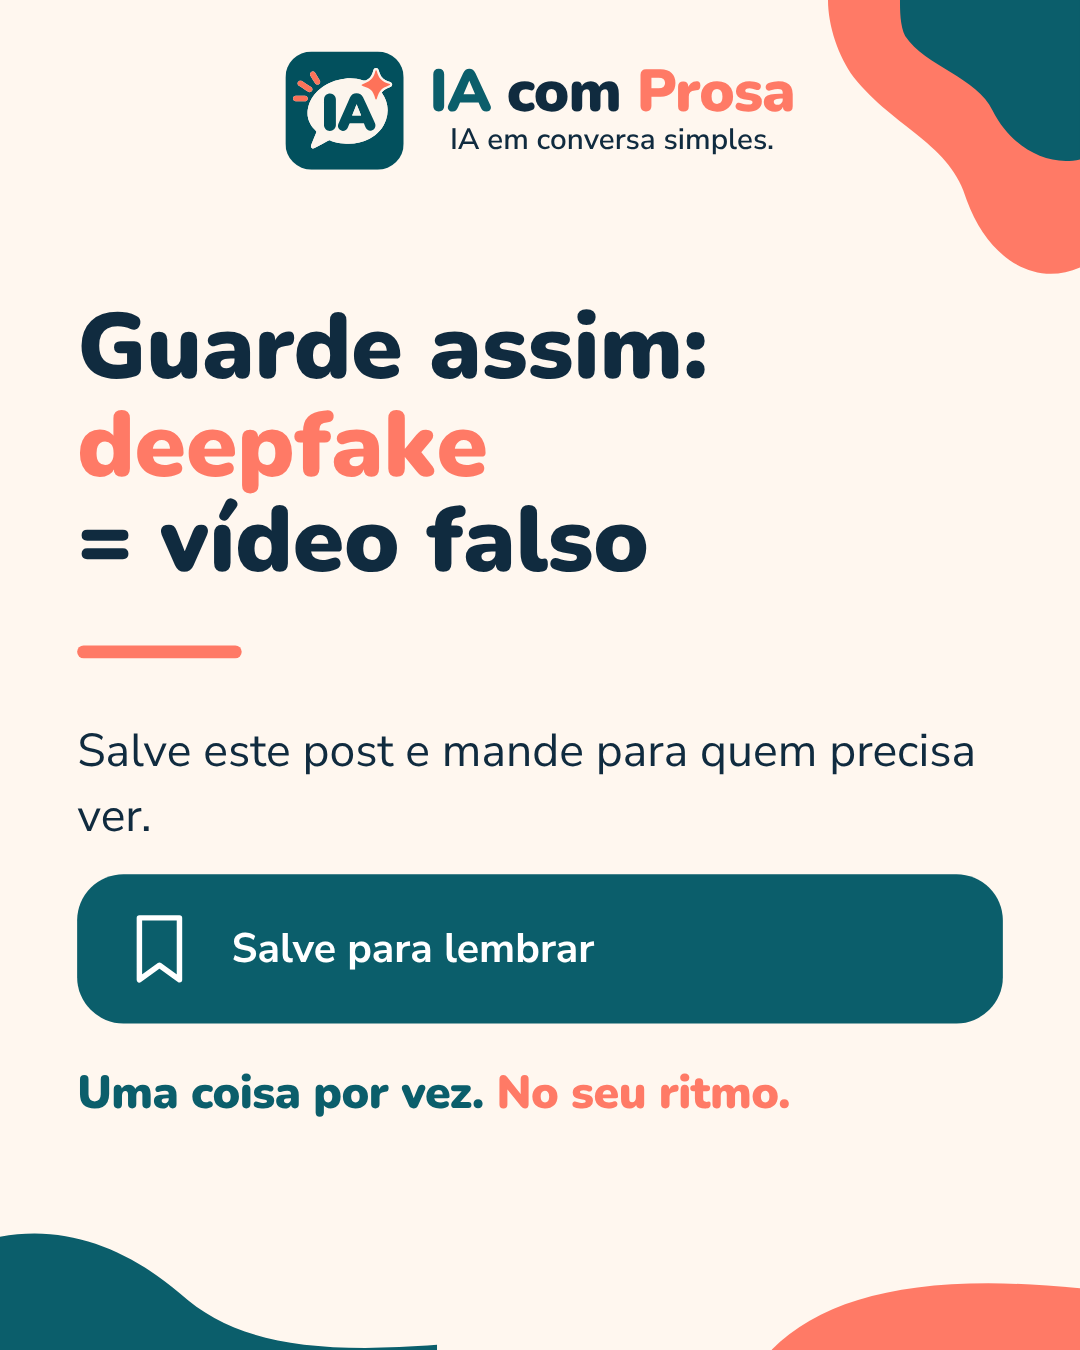 IA
IA com Prosa
IA em conversa simples.
Guarde assim:
deepfake
= vídeo falso
Salve este post e mande para quem precisa
ver.
Salve para lembrar
Uma coisa por vez. No seu ritmo.